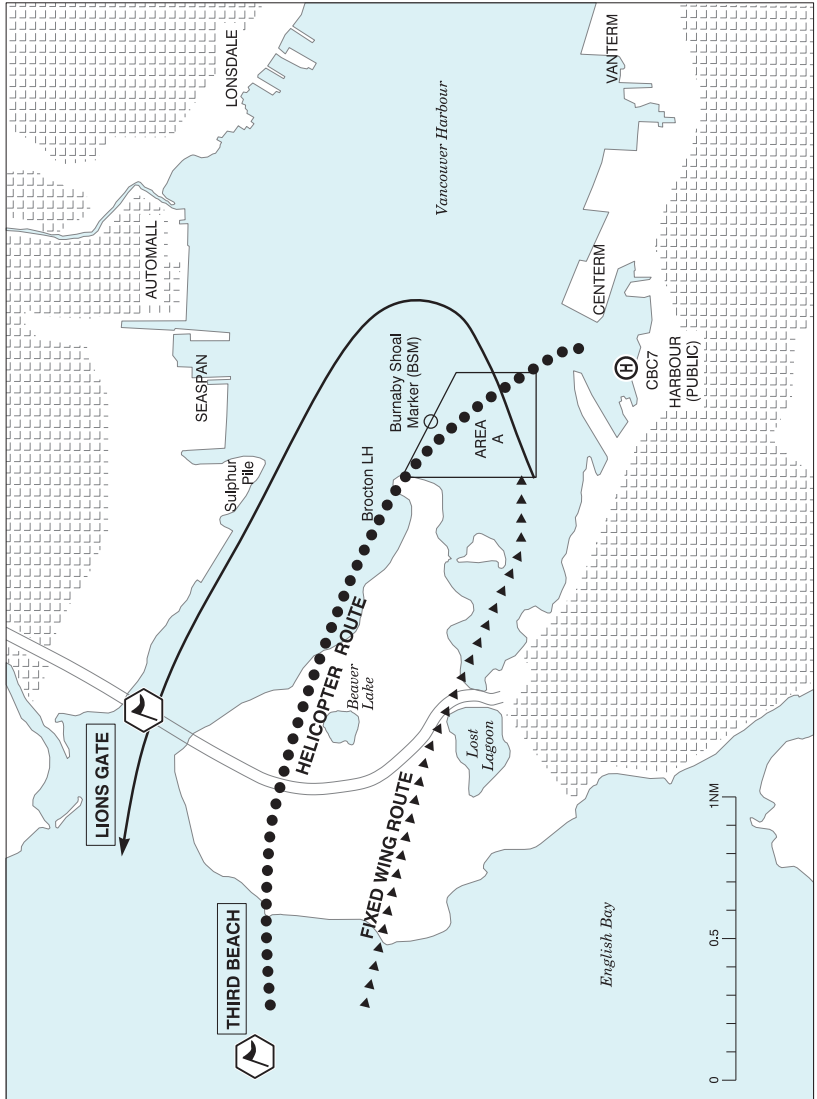 LONSDALE
VANTERM
Vancouver Harbour
AUTOMALL
CENTERM
SEASPAN
Burnaby Shoal
Marker (BSM)
H
CBC7
HARBOUR
(PUBLIC)
Sulphur
Pile
Brocton LH
AREA
A
HELICOPTER ROUTE
Beaver
Lake
LIONS GATE
Lost
Lagoon
FIXED WING ROUTE
THIRD BEACH
English Bay
0
0.5
1NM